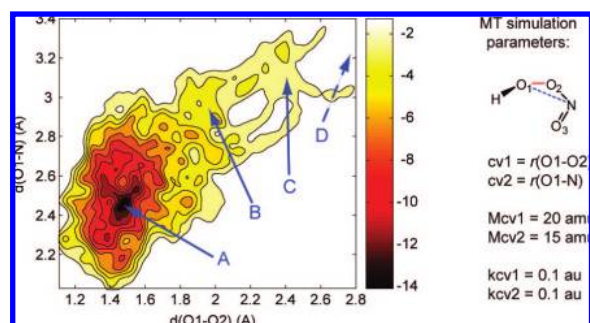 3.4
3.2
3
2.8
2.6
2.4
2.2
d(O1-N) (A)
1.2 1.4 1.6 1.8 2 2.2 2.4 2.6 2.8
d(O1-O2) (A)
A
B
C
D
-2
-4
-6
-8
-10
-12
-14
MT simulation
parameters:
H O1 O2 N O3
cv1 = r(O1-O2)
cv2 = r(O1-N)
Mcv1 = 20
Mcv2 = 15
kcv1 = 0.1 au
kcv2 = 0.1 au